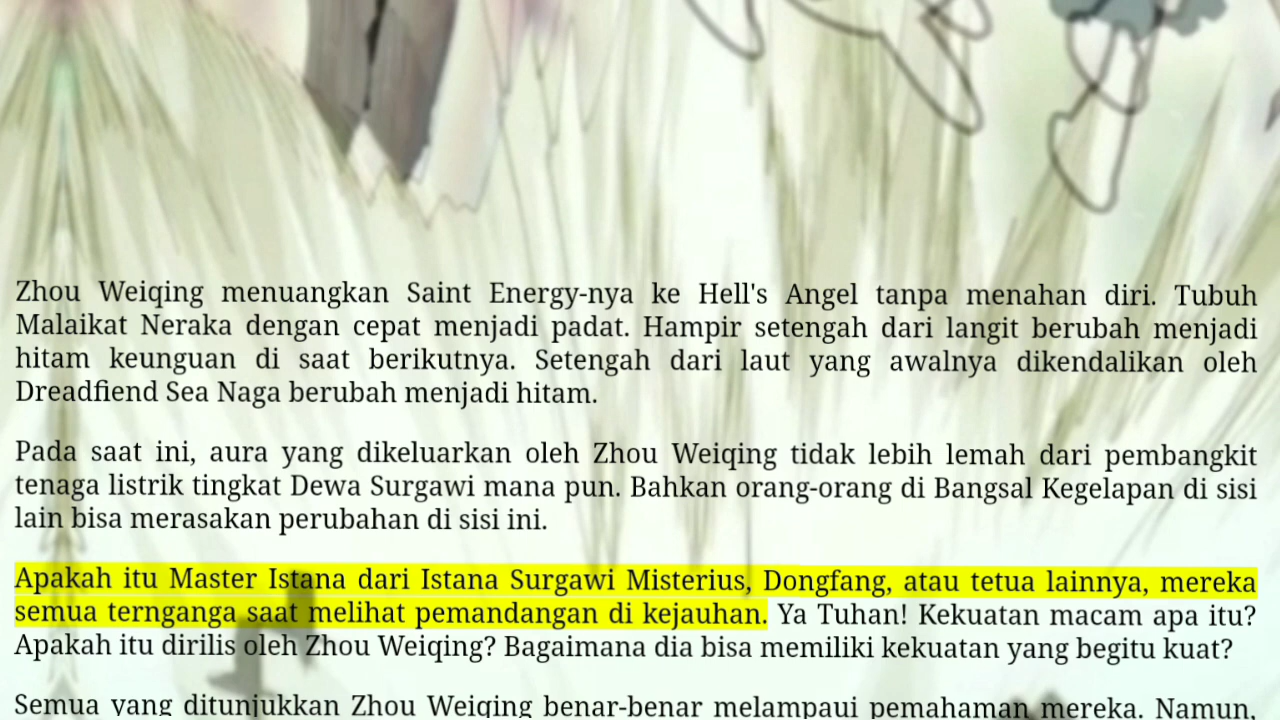 Zhou Weiqing menuangkan Saint Energy-nya ke Hell's Angel tanpa menahan diri. Tubuh
Malaikat Neraka dengan cepat menjadi padat. Hampir setengah dari langit berubah menjadi
hitam keunguan di saat berikutnya. Setengah dari laut yang awalnya dikendalikan oleh
Dreadfiend Sea Naga berubah menjadi hitam.
Pada saat ini, aura yang dikeluarkan oleh Zhou Weiqing tidak lebih lemah dari pembangkit
tenaga listrik tingkat Dewa Surgawi mana pun. Bahkan orang-orang di Bangsal Kegelapan di sisi
lain bisa merasakan perubahan di sisi ini.
Apakah itu Master Istana dari Istana Surgawi Misterius, Dongfang, atau tetua lainnya, mereka
semua ternganga saat melihat pemandangan di kejauhan. Ya Tuhan! Kekuatan macam apa itu?
Apakah itu dirilis oleh Zhou Weiqing? Bagaimana dia bisa memiliki kekuatan yang begitu kuat?
Semua yang ditunjukkan Zhou Weiqing benar-benar melampaui pemahaman mereka. Namun,